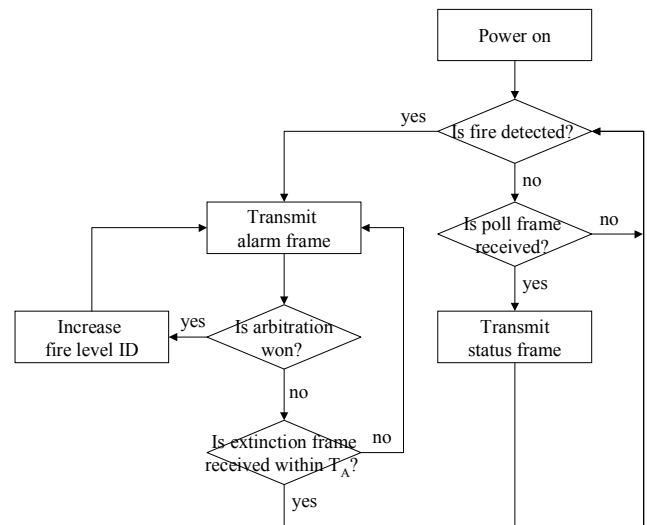 Power on
Is fire detected?
yes
no
Is poll frame
received?
no
yes
Transmit
status frame
Transmit
alarm frame
Is arbitration
won?
yes
Increase
fire level ID
no
Is extinction frame
received within T_A?
no
yes